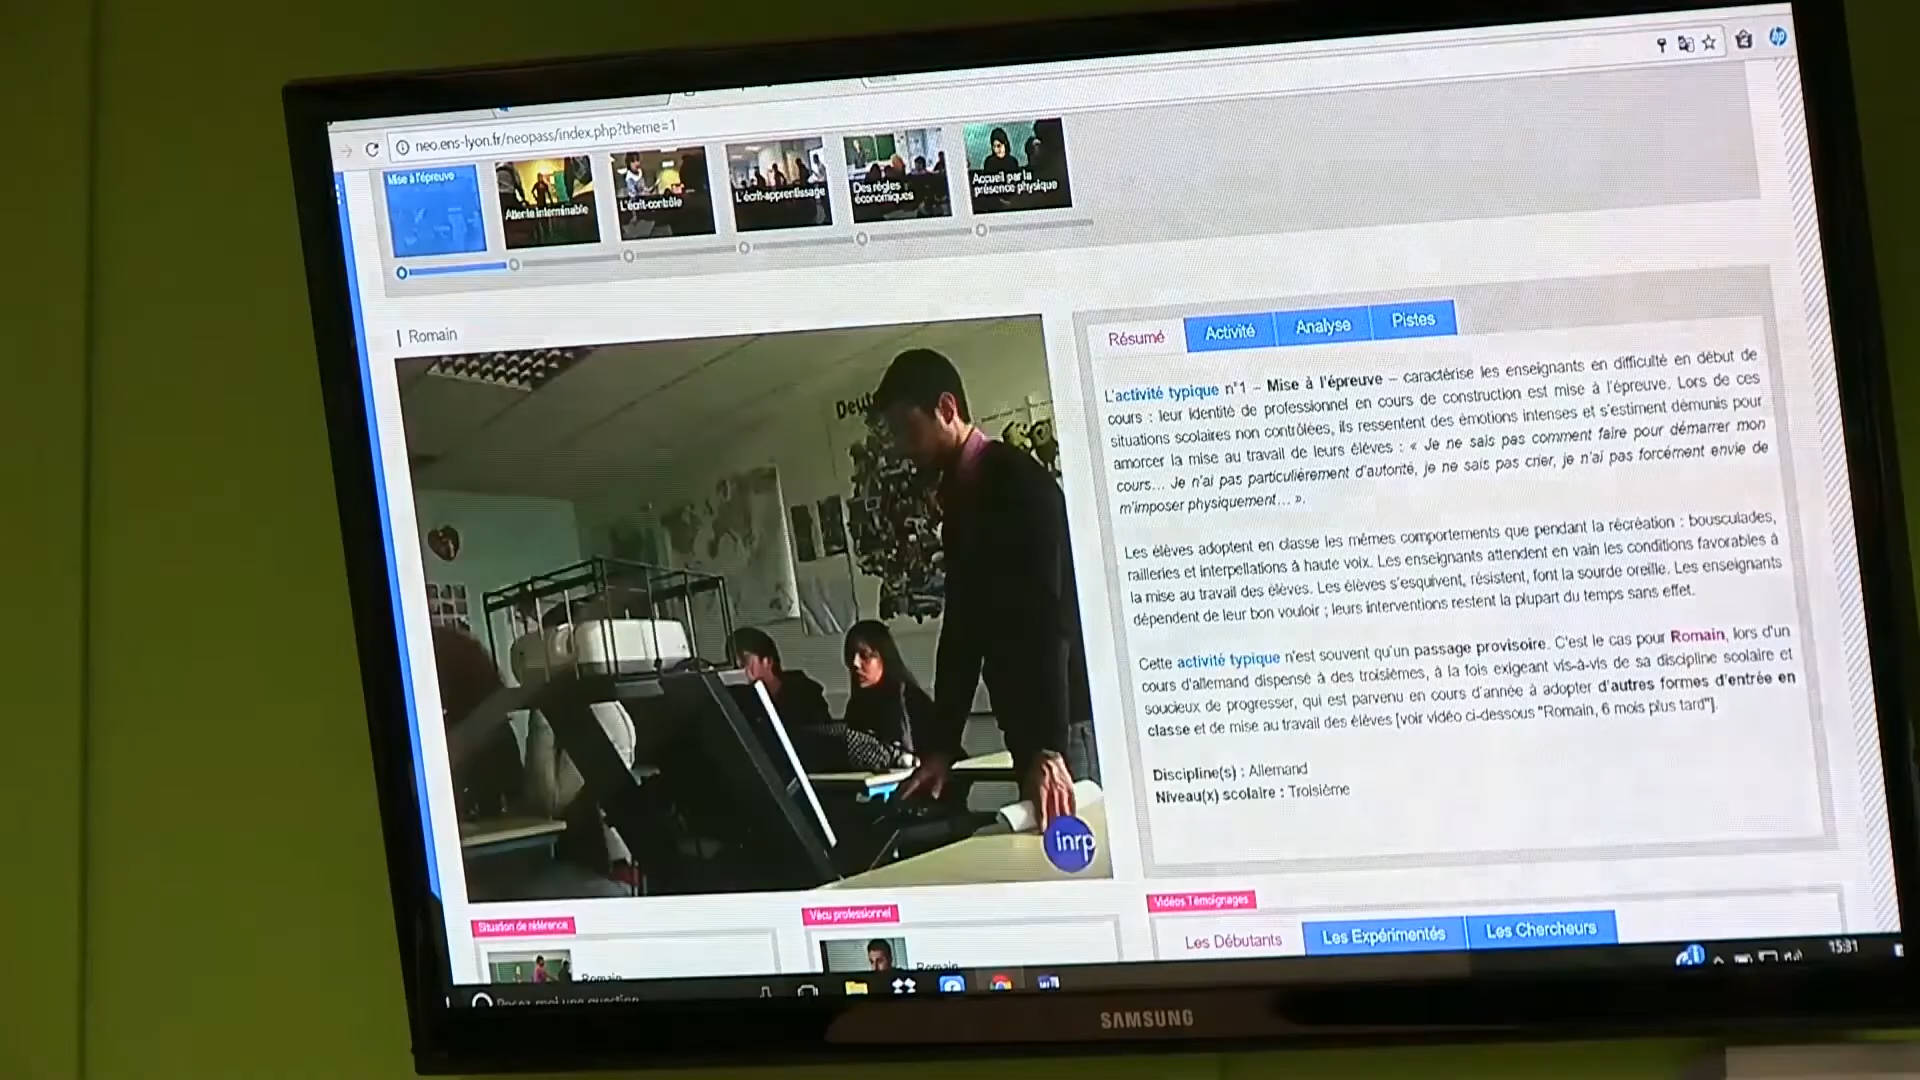 neo.ens-lyon.fr/neopass/index.php?theme=1
Mise à l'épreuve
Attente interminable
L'écrit-contrôle
L'écrit-apprentissage
Des règles
économiques
Accueil par la
présence physique
Romain
Deut
inrp
Résumé
Activité
Analyse
Pistes
L'activité typique n°1 – Mise à l'épreuve – caractérise les enseignants en difficulté en début de
cours : leur identité de professionnel en cours de construction est mise à l'épreuve. Lors de ces
situations scolaires non contrôlées, ils ressentent des émotions intenses et s'estiment démunis pour
amorcer la mise au travail de leurs élèves : « Je ne sais pas comment faire pour démarrer mon
cours... Je n'ai pas particulièrement d'autorité, je ne sais pas crier, je n'ai pas forcément envie de
m'imposer physiquement... ».
Les élèves adoptent en classe les mêmes comportements que pendant la récréation : bousculades,
railleries et interpellations à haute voix. Les enseignants attendent en vain les conditions favorables à
la mise au travail des élèves. Les élèves s'esquivent, résistent, font la sourde oreille. Les enseignants
dépendent de leur bon vouloir ; leurs interventions restent la plupart du temps sans effet.
Cette activité typique n'est souvent qu'un passage provisoire. C'est le cas pour Romain, lors d'un
cours d'allemand dispensé à des troisièmes, à la fois exigeant vis-à-vis de sa discipline scolaire et
soucieux de progresser, qui est parvenu en cours d'année à adopter d'autres formes d'entrée en
classe et de mise au travail des élèves [voir vidéo ci-dessous "Romain, 6 mois plus tard"].
Discipline(s) : Allemand
Niveau(x) scolaire : Troisième
Situation de référence
Romain
Vécu professionnel
Romain
Vidéos Témoignages
Les Débutants
Les Expérimentés
Les Chercheurs
Posez-moi une question
15:31
hp
SAMSUNG